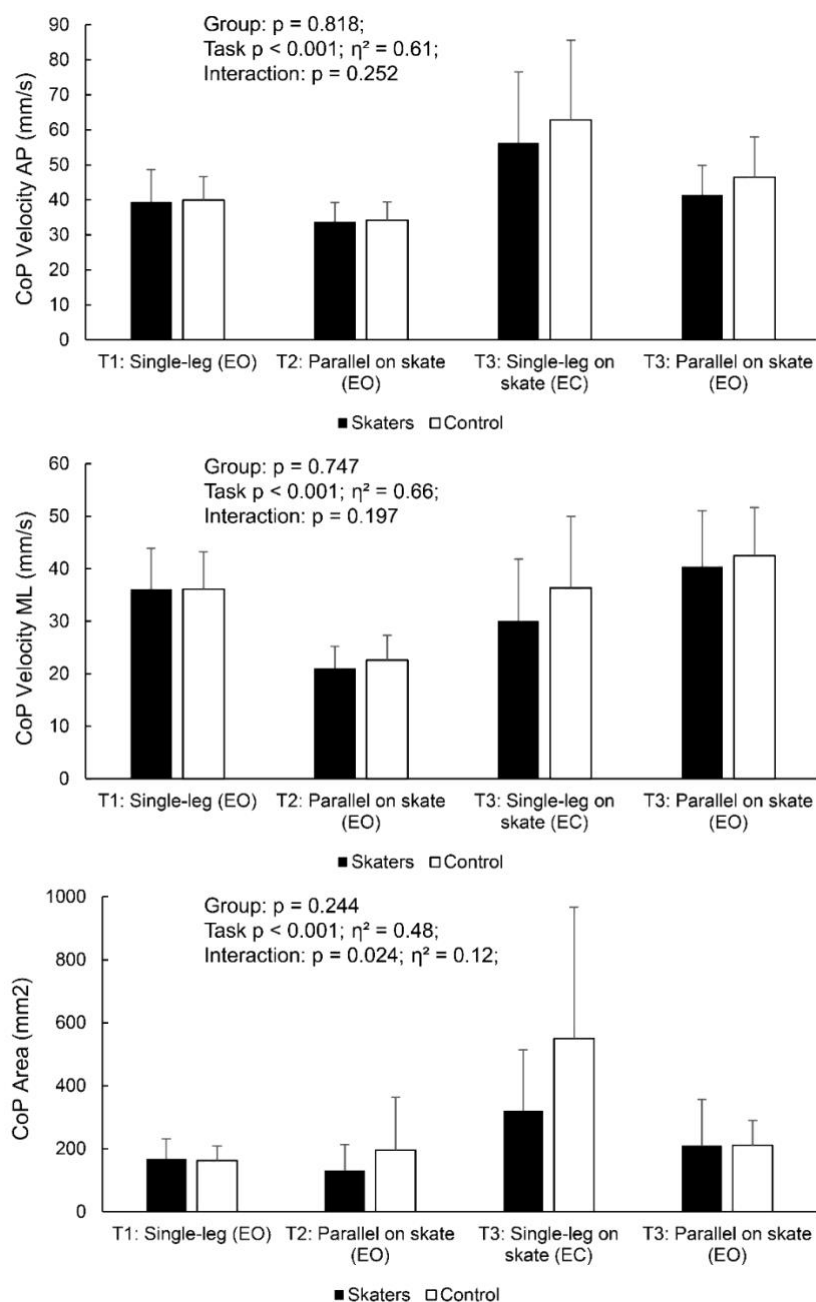 Group: p = 0.818;
Task p < 0.001; η² = 0.61;
Interaction: p = 0.252
CoP Velocity AP (mm/s)
90
80
70
60
50
40
30
20
10
0
T1: Single-leg (EO) T2: Parallel on skate T3: Single-leg on T3: Parallel on skate
(EO) skate (EC) (EO)
■ Skaters □ Control
Group: p = 0.747
Task p < 0.001; η² = 0.66;
Interaction: p = 0.197
CoP Velocity ML (mm/s)
60
50
40
30
20
10
0
T1: Single-leg (EO) T2: Parallel on skate T3: Single-leg on T3: Parallel on skate
(EO) skate (EC) (EO)
■ Skaters □ Control
Group: p = 0.244
Task p < 0.001; η² = 0.48;
Interaction: p = 0.024; η² = 0.12;
CoP Area (mm2)
1000
800
600
400
200
0
T1: Single-leg (EO) T2: Parallel on skate T3: Single-leg on T3: Parallel on skate
(EO) skate (EC) (EO)
■ Skaters □ Control